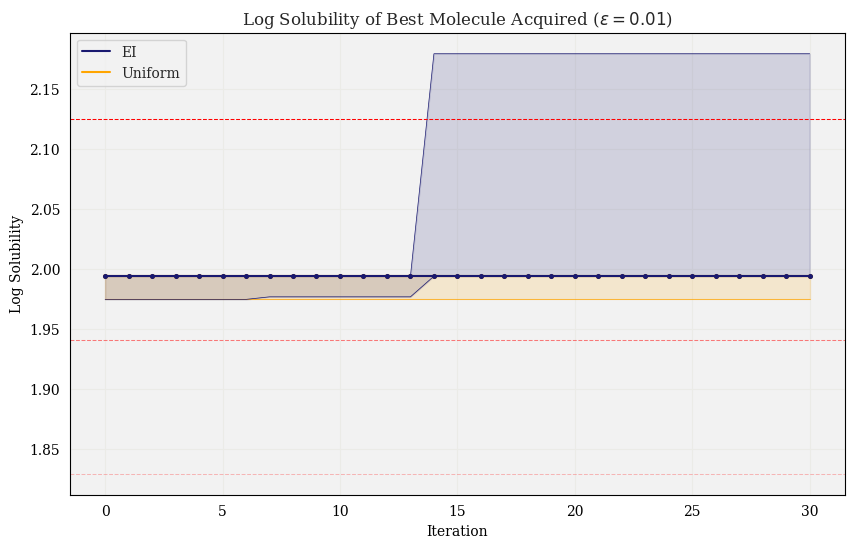 Log Solubility of Best Molecule Acquired (ε = 0.01)
EI
Uniform
Log Solubility
2.15
2.10
2.05
2.00
1.95
1.90
1.85
0 5 10 15 20 25 30
Iteration